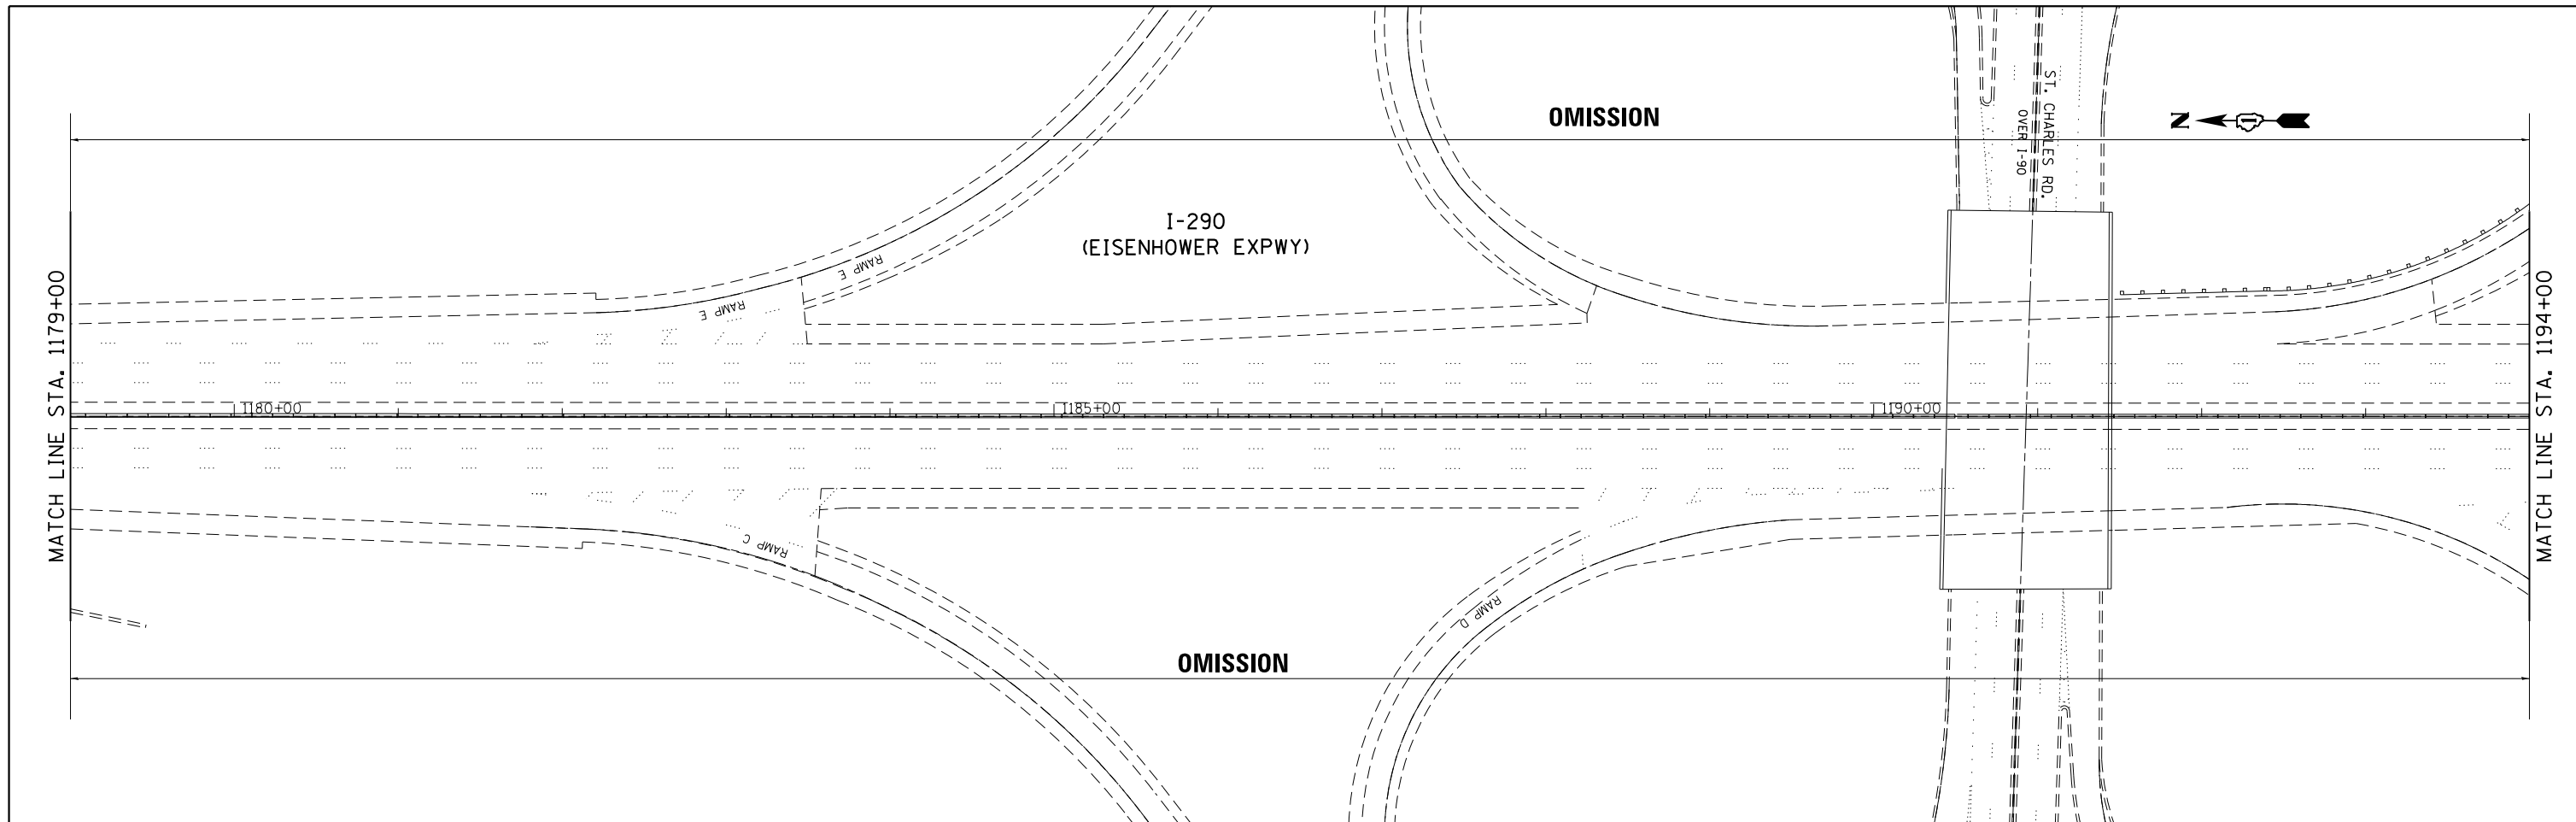 OMISSION
N
ST. CHARLES RD.
OVER I-90
I-290
(EISENHOWER EXPWY)
RAMP E
RAMP E
MATCH LINE STA. 1179+00
MATCH LINE STA. 1194+00
1180+00
1185+00
1190+00
RAMP C
RAMP D
OMISSION